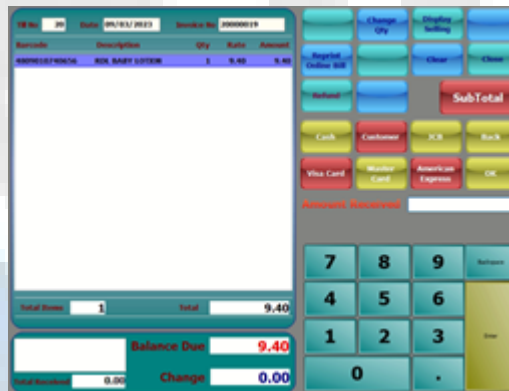 Till No 20 Date 09/03/2023 Invoice No 20000019
Barcode Description Qty Rate Amount
RDL BABY LOTION 1 9.40 9.40
Total Items 1 Total 9.40
Balance Due 9.40
Total Received 0.00 Change 0.00
Change Qty
Display Selling
Reprint Online Bill
Clear
Close
Refund
SubTotal
Cash
Customer
JCB
Back
Visa Card
Master Card
American Express
OK
Amount Received
7 8 9 Backspace
4 5 6
1 2 3 Enter
0 .